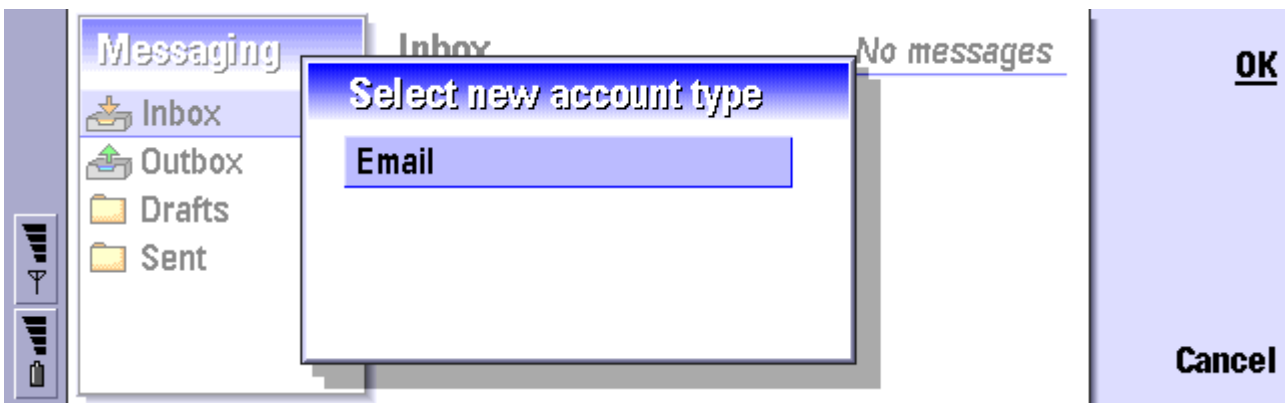 Messaging
Inbox
No messages
Select new account type
Inbox
Outbox
Drafts
Sent
Email
OK
Cancel